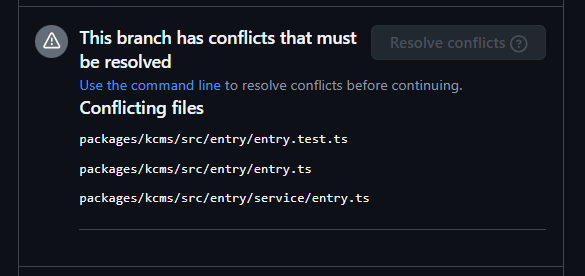 This branch has conflicts that must
be resolved
Resolve conflicts ?
Use the command line to resolve conflicts before continuing.
Conflicting files
packages/kcms/src/entry/entry.test.ts
packages/kcms/src/entry/entry.ts
packages/kcms/src/entry/service/entry.ts